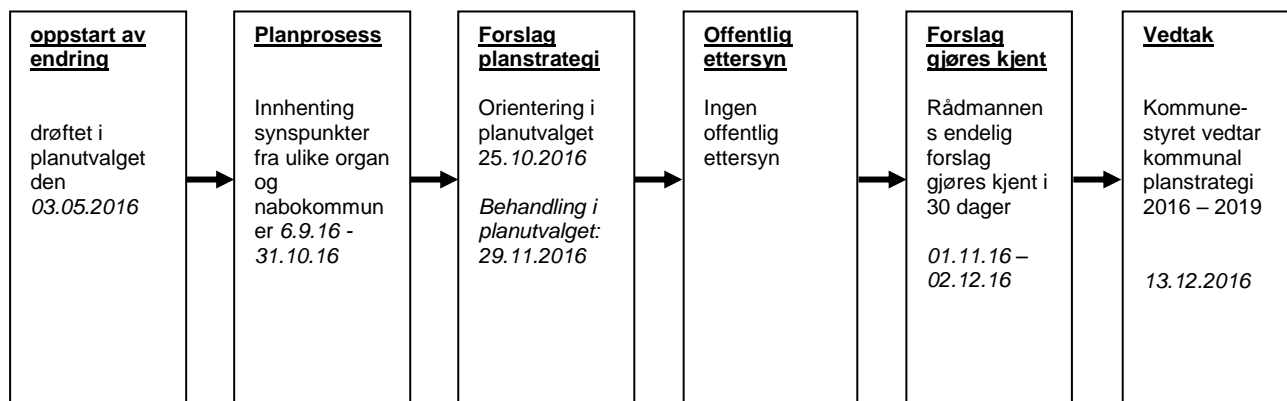 oppstart av
endring
drøftet i
planutvalget
den
03.05.2016
Planprosess
Innhenting
synspunkter
fra ulike organ
og
nabokommun
er 6.9.16 -
31.10.16
Forslag
planstrategi
Orientering i
planutvalget
25.10.2016
Behandling i
planutvalget:
29.11.2016
Offentlig
ettersyn
Ingen
offentlig
ettersyn
Forslag
gjøres kjent
Rådmannen
s endelig
forslag
gjøres kjent i
30 dager
01.11.16 –
02.12.16
Vedtak
Kommune-
styret vedtar
kommunal
planstrategi
2016 – 2019
13.12.2016